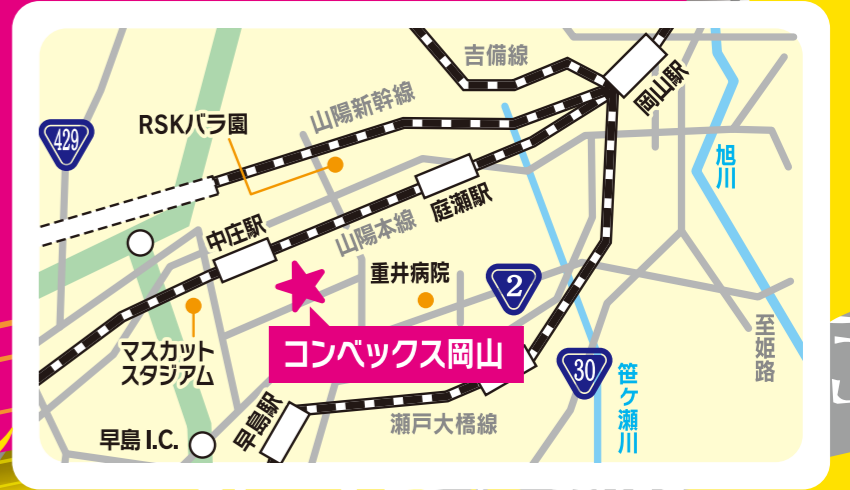 吉備線
岡山駅
山陽新幹線
RSKバラ園
429
旭川
庭瀬駅
中庄駅
山陽本線
重井病院
2
コンベックス岡山
マスカット
スタジアム
至姫路
30
笹ヶ瀬川
早島駅
瀬戸大橋線
早島I.C.